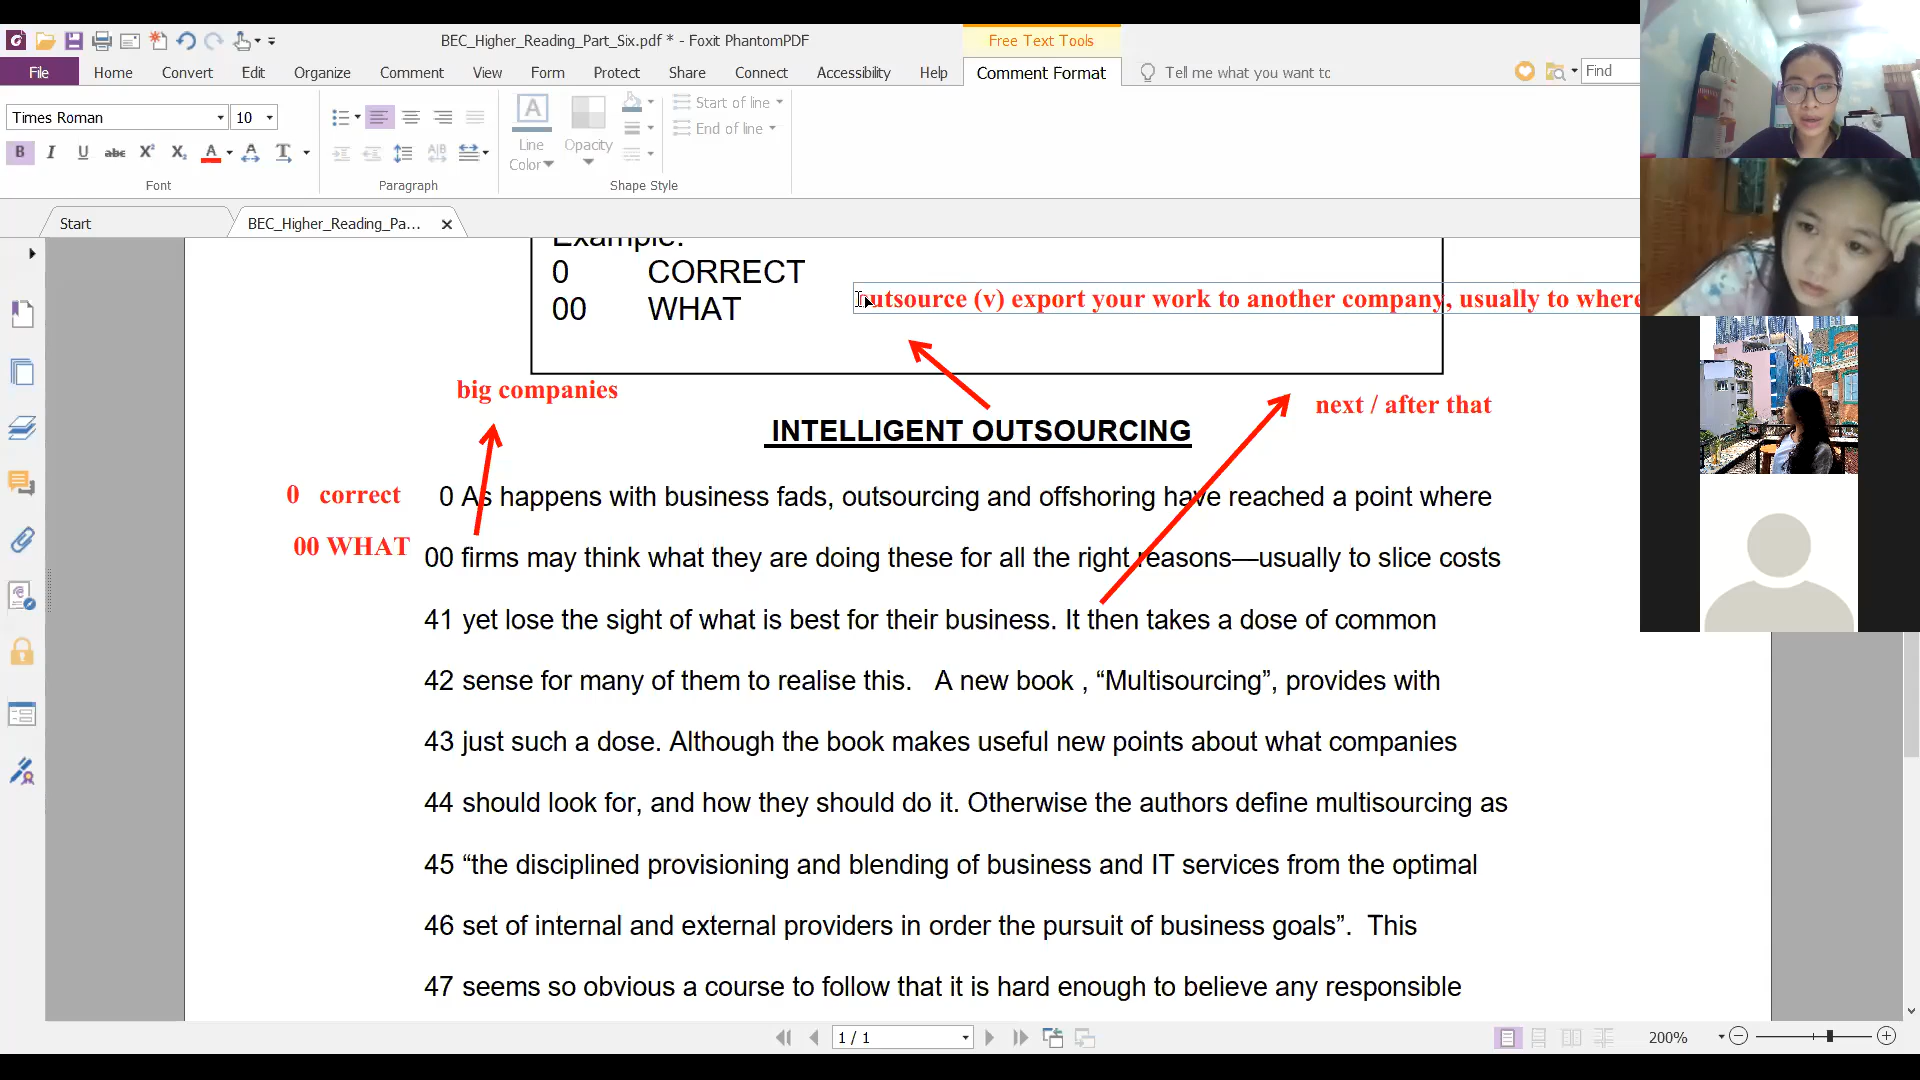 BEC_Higher_Reading_Part_Six.pdf * - Foxit PhantomPDF
Free Text Tools
File Home Convert Edit Organize Comment View Form Protect Share Connect Accessibility Help Comment Format Tell me what you want to Find
Times Roman 10
Start of line
End of line
Line Color
Opacity
Font Paragraph Shape Style
Start BEC_Higher_Reading_Pa...
Example:
0 CORRECT
00 WHAT
outsource (v) export your work to another company, usually to where
big companies
next / after that
INTELLIGENT OUTSOURCING
0 correct
0 As happens with business fads, outsourcing and offshoring have reached a point where
00 WHAT
00 firms may think what they are doing these for all the right reasons—usually to slice costs
41 yet lose the sight of what is best for their business. It then takes a dose of common
42 sense for many of them to realise this. A new book , “Multisourcing”, provides with
43 just such a dose. Although the book makes useful new points about what companies
44 should look for, and how they should do it. Otherwise the authors define multisourcing as
45 “the disciplined provisioning and blending of business and IT services from the optimal
46 set of internal and external providers in order the pursuit of business goals”. This
47 seems so obvious a course to follow that it is hard enough to believe any responsible
1 / 1
200%